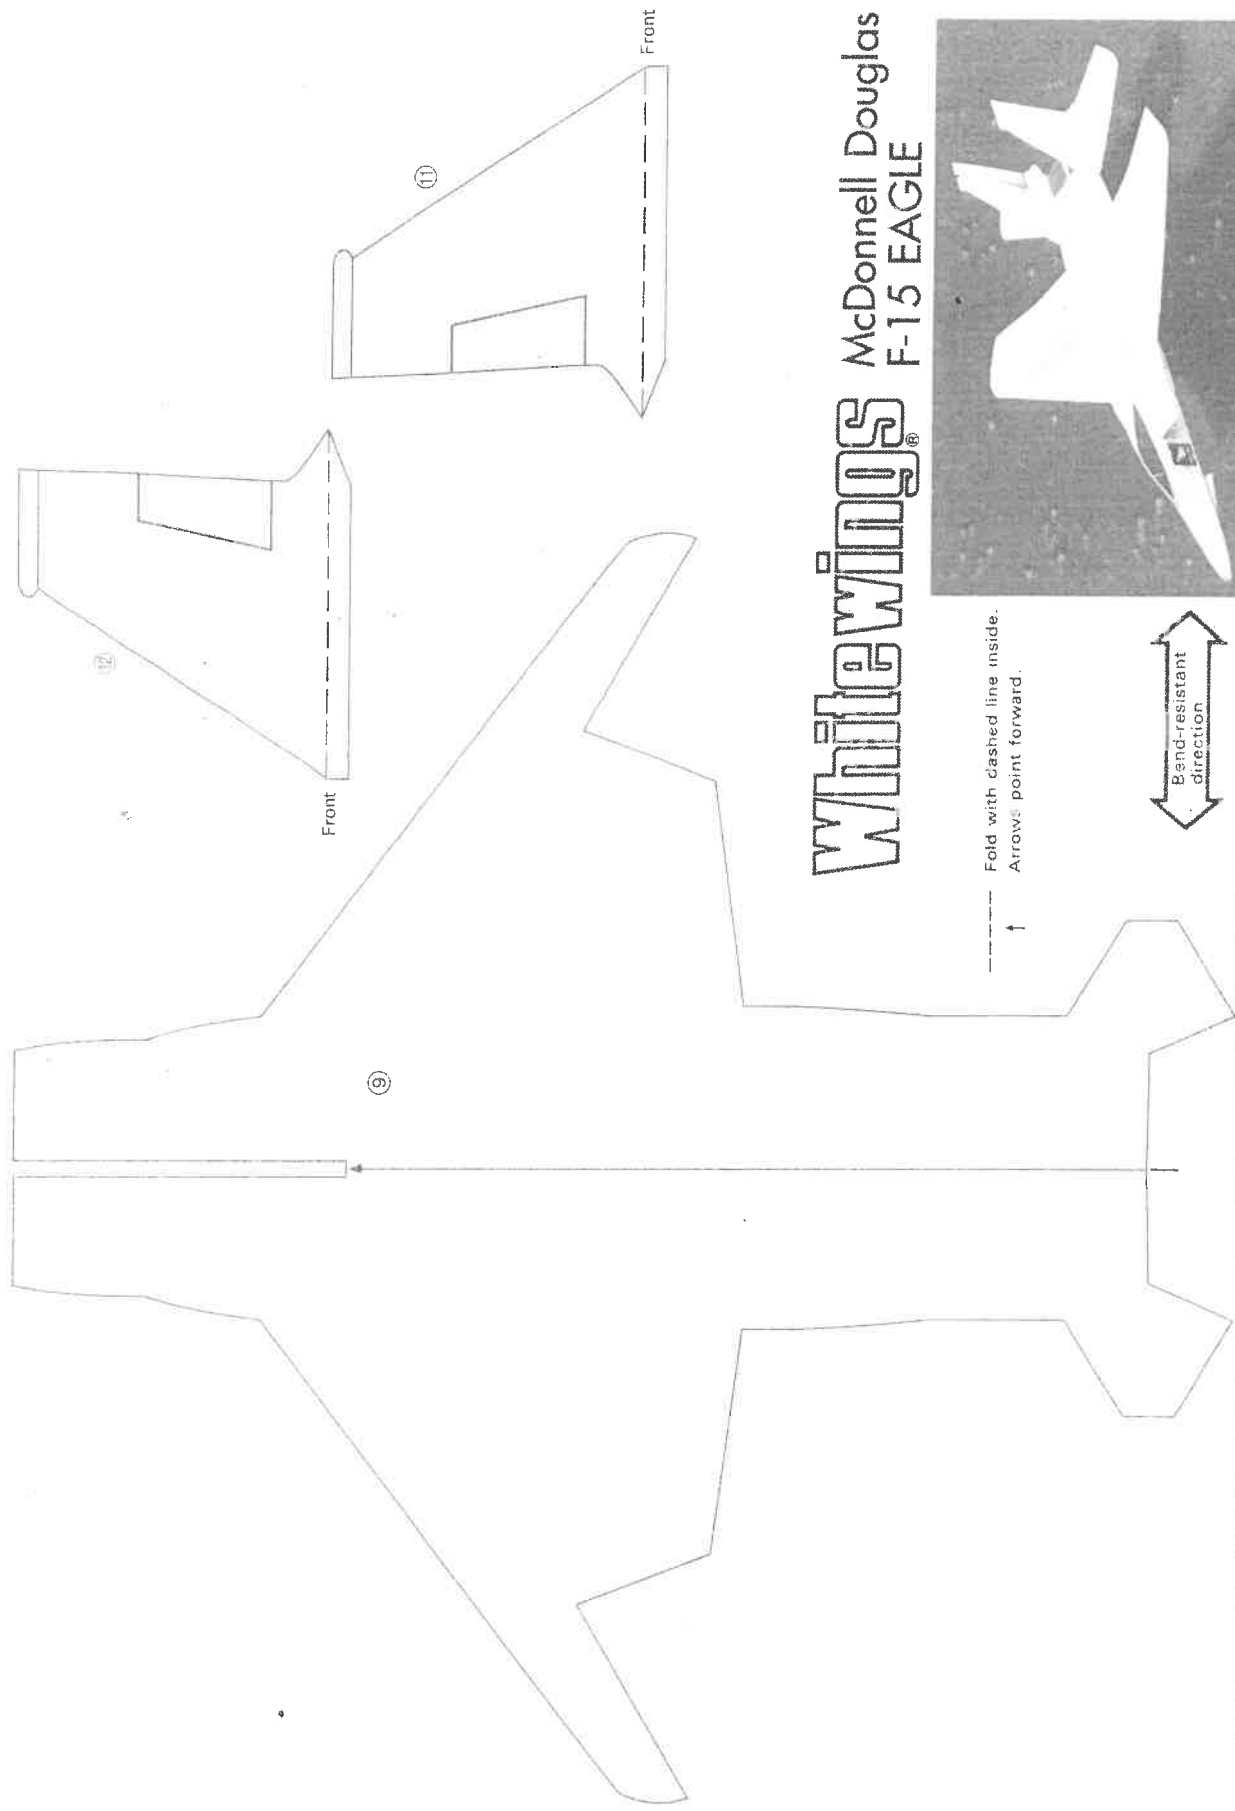 Whitewings®
McDonnell Douglas
F-15 EAGLE
Fold with dashed line inside.
Arrows point forward.
Bend-resistant
direction
⑨
⑪
Front
⑫
Front